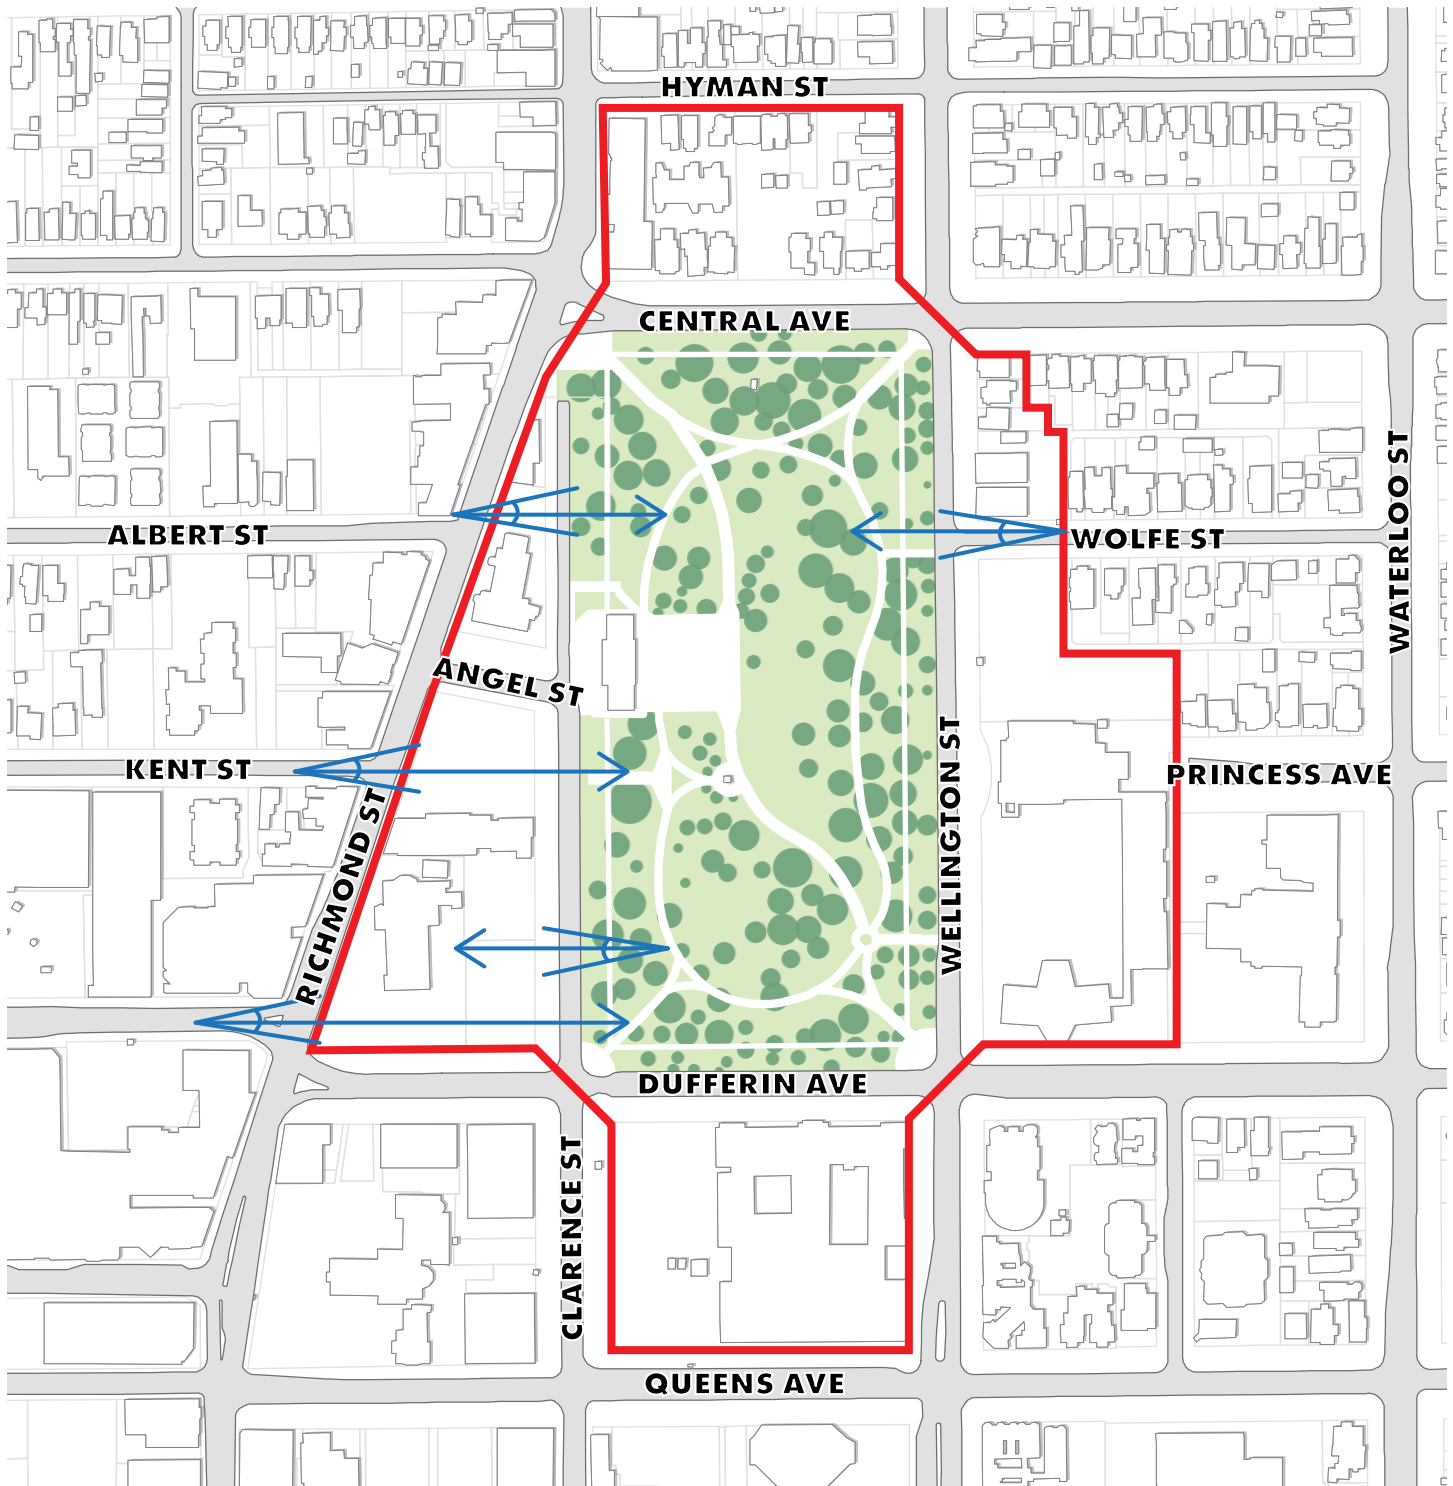 HYMAN ST
CENTRAL AVE
ALBERT ST
WOLFE ST
WATERLOO ST
ANGEL ST
KENT ST
RICHMOND ST
WELLINGTON ST
PRINCESS AVE
DUFFERIN AVE
CLARENCE ST
QUEENS AVE